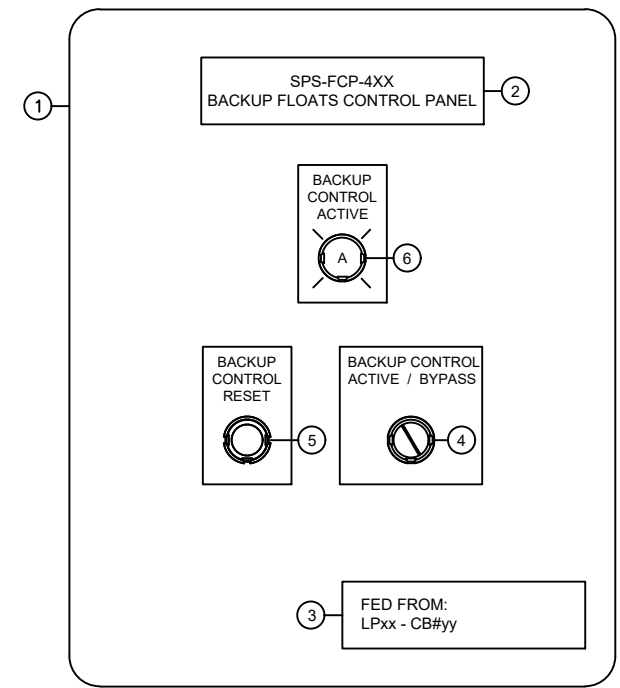 SPS-FCP-4XX
BACKUP FLOATS CONTROL PANEL
1
2
BACKUP
CONTROL
ACTIVE
A
6
BACKUP
CONTROL
RESET
5
BACKUP CONTROL
ACTIVE / BYPASS
4
3
FED FROM:
LPxx - CB#yy